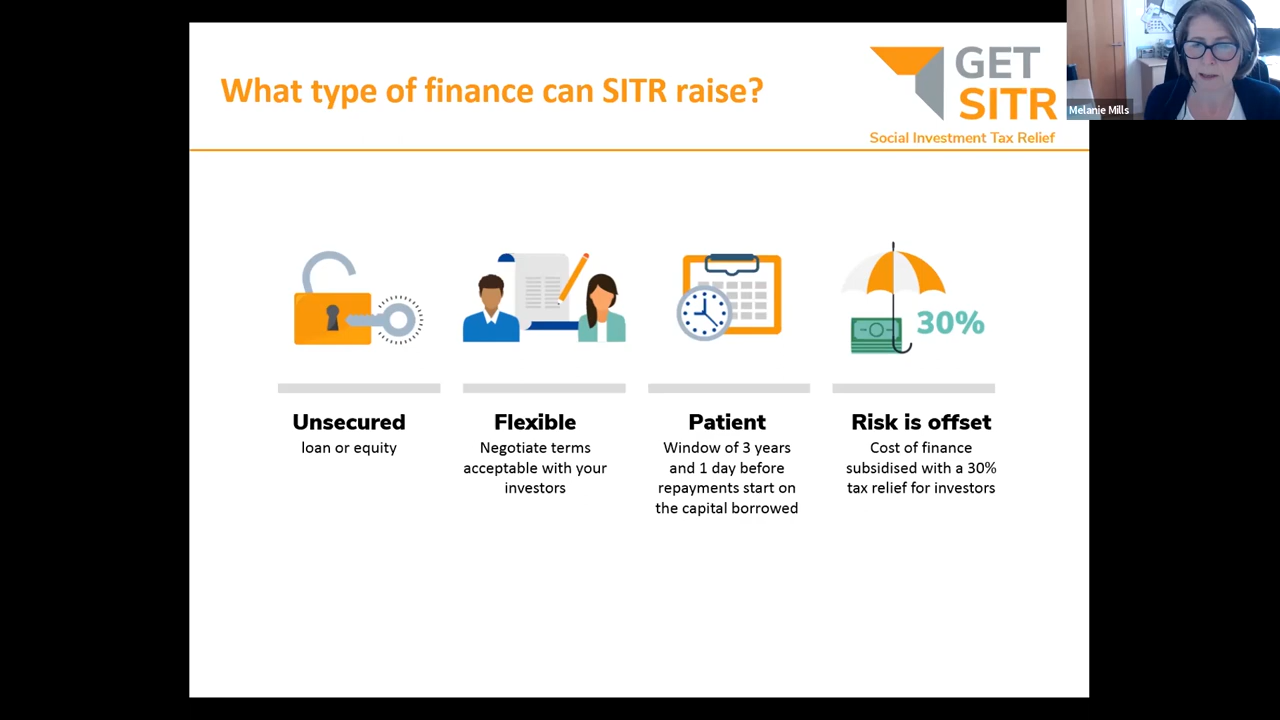 What type of finance can SITR raise?
GET
SITR
Social Investment Tax Relief
Melanie Mills
30%
Unsecured
loan or equity
Flexible
Negotiate terms
acceptable with your
investors
Patient
Window of 3 years
and 1 day before
repayments start on
the capital borrowed
Risk is offset
Cost of finance
subsidised with a 30%
tax relief for investors